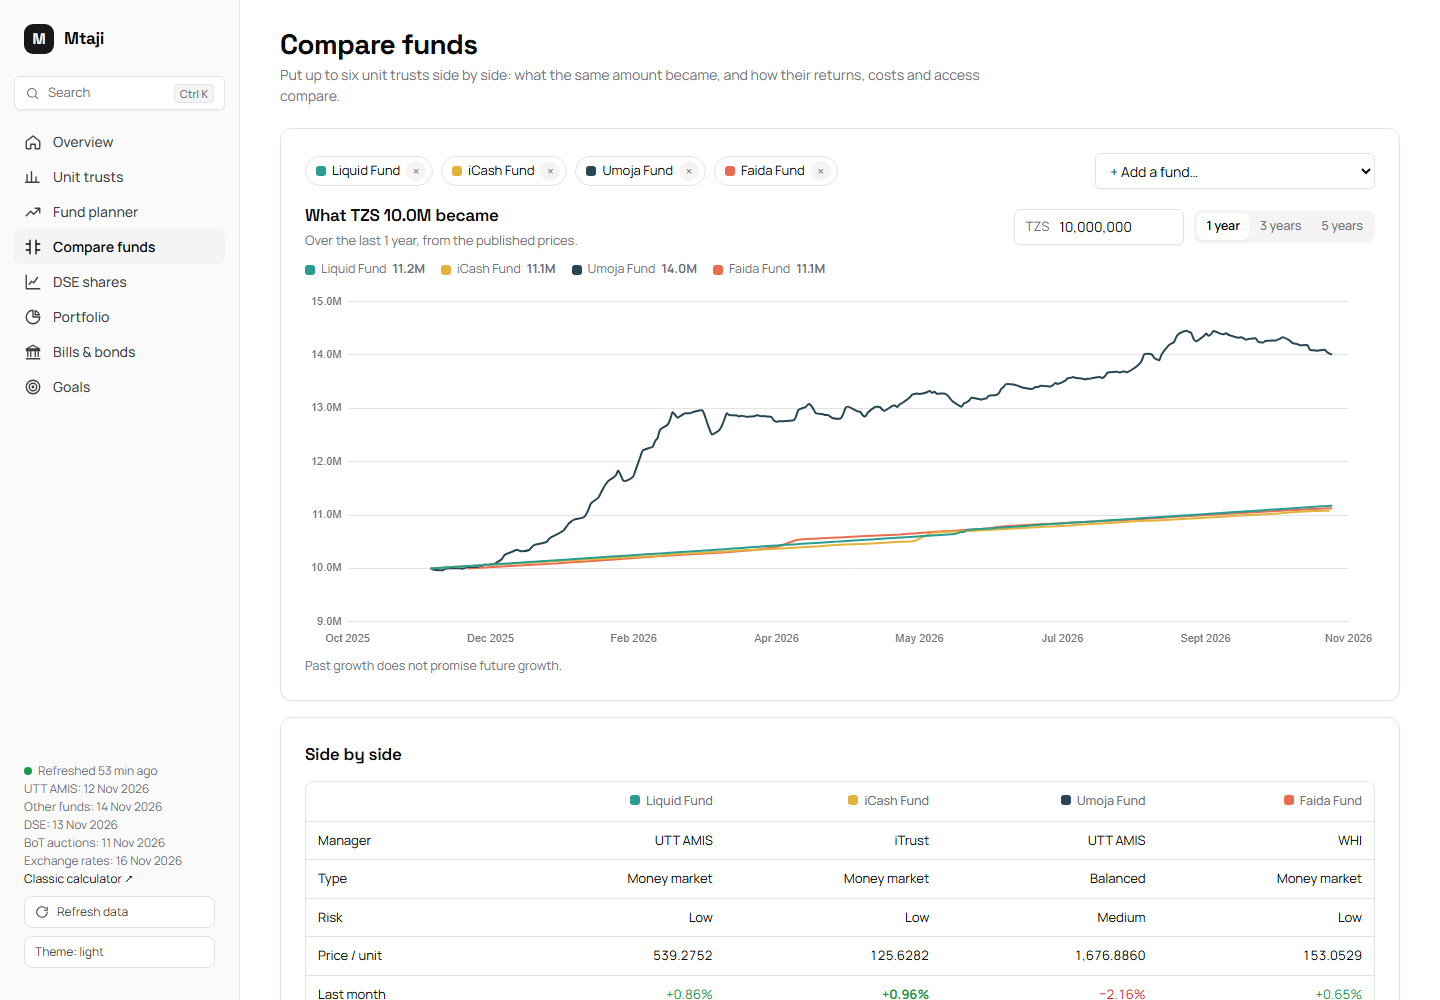 M Mtaji
Search Ctrl K
Overview
Unit trusts
Fund planner
Compare funds
DSE shares
Portfolio
Bills & bonds
Goals
Refreshed 53 min ago
UTT AMIS: 12 Nov 2026
Other funds: 14 Nov 2026
DSE: 13 Nov 2026
BoT auctions: 11 Nov 2026
Exchange rates: 16 Nov 2026
Classic calculator ↗
Refresh data
Theme: light
Compare funds
Put up to six unit trusts side by side: what the same amount became, and how their returns, costs and access
compare.
Liquid Fund × iCash Fund × Umoja Fund × Faida Fund × + Add a fund...
What TZS 10.0M became
Over the last 1 year, from the published prices.
TZS 10,000,000 1 year 3 years 5 years
Liquid Fund 11.2M iCash Fund 11.1M Umoja Fund 14.0M Faida Fund 11.1M
15.0M
14.0M
13.0M
12.0M
11.0M
10.0M
9.0M
Oct 2025 Dec 2025 Feb 2026 Apr 2026 May 2026 Jul 2026 Sept 2026 Nov 2026
Past growth does not promise future growth.
Side by side
Liquid Fund iCash Fund Umoja Fund Faida Fund
Manager UTT AMIS iTrust UTT AMIS WHI
Type Money market Money market Balanced Money market
Risk Low Low Medium Low
Price / unit 539.2752 125.6282 1,676.8860 153.0529
Last month +0.86% +0.96% −2.16% +0.65%